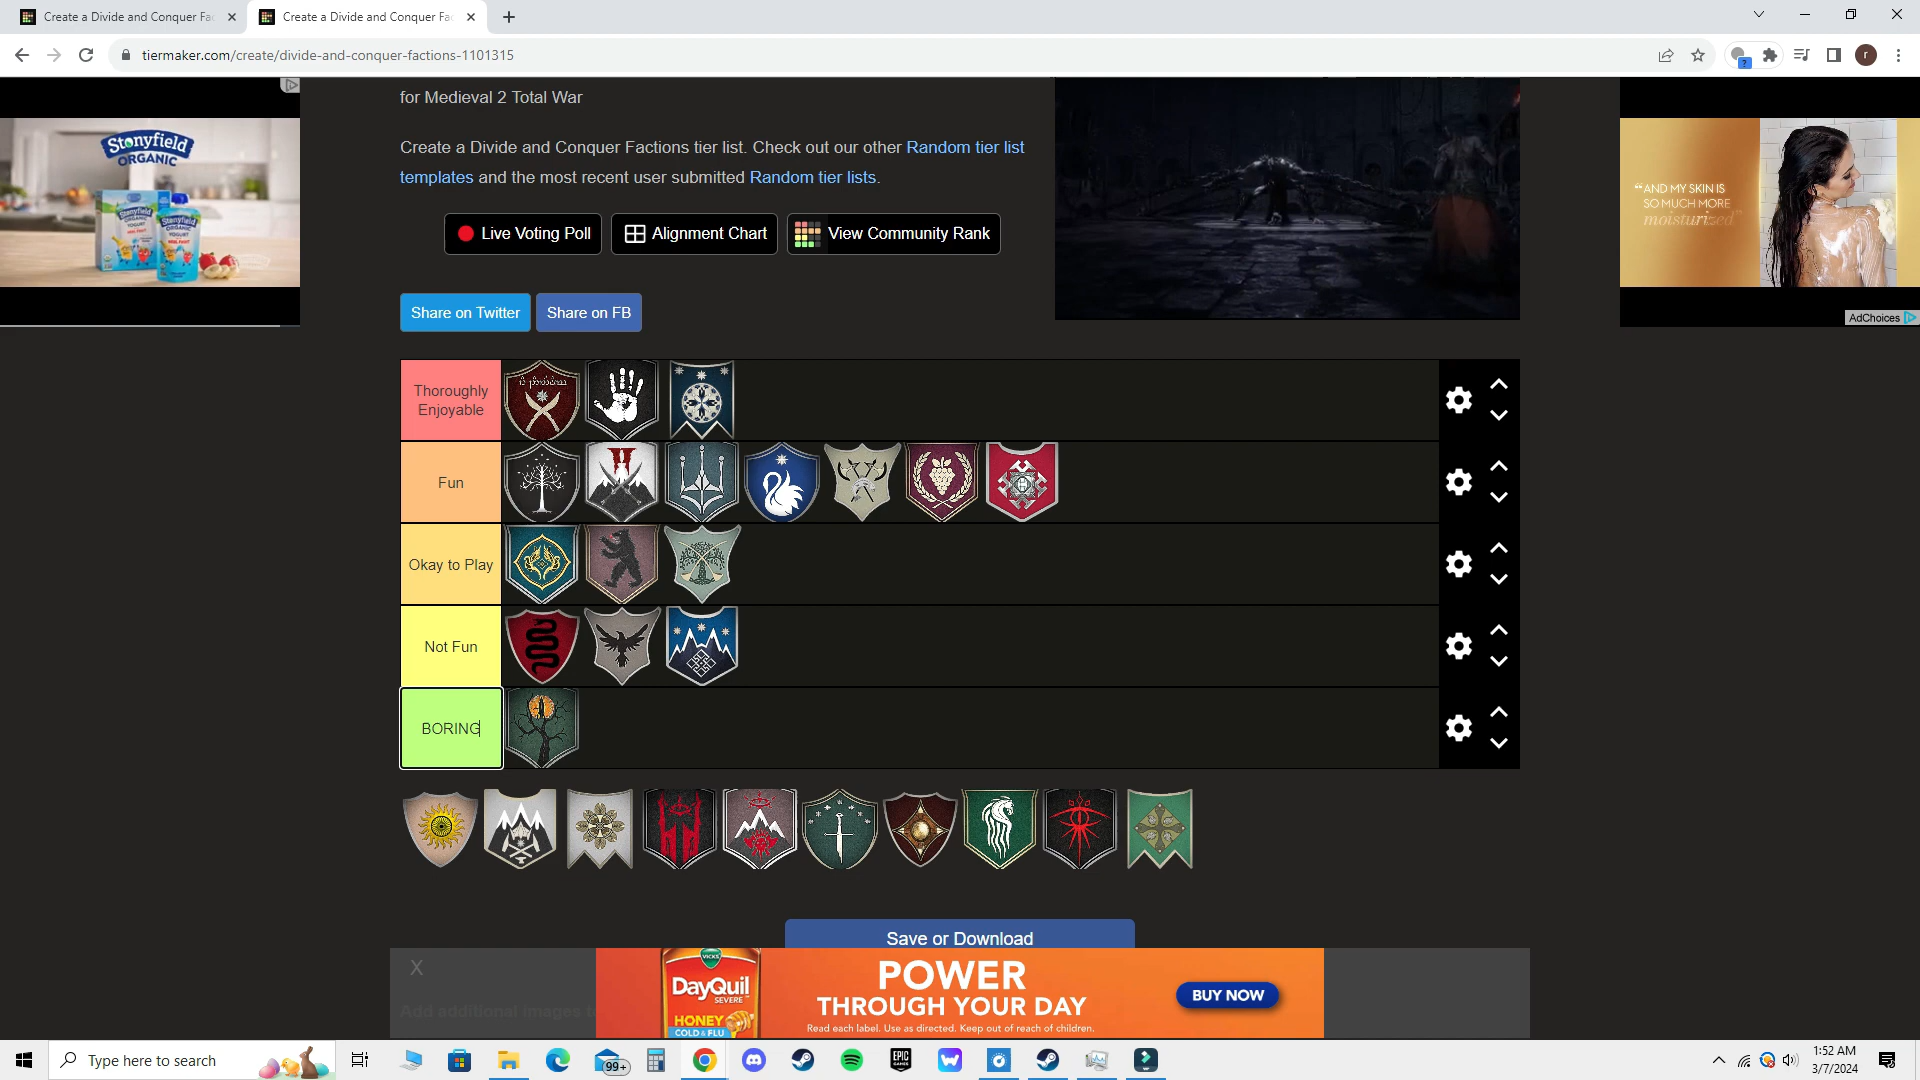 Create a Divide and Conquer Fa
Create a Divide and Conquer Fa
tiermaker.com/create/divide-and-conquer-factions-1101315
r
for Medieval 2 Total War
Create a Divide and Conquer Factions tier list. Check out our other Random tier list
templates and the most recent user submitted Random tier lists.
Live Voting Poll
Alignment Chart
View Community Rank
Share on Twitter
Share on FB
Stonyfield
ORGANIC
"AND MY SKIN IS
SO MUCH MORE
moisturized"
AdChoices
Thoroughly
Enjoyable
Fun
Okay to Play
Not Fun
BORING
Save or Download
X
Add additional images t
VICKS
DayQuil
SEVERE
HONEY
COLD & FLU
POWER
THROUGH YOUR DAY
Read each label. Use as directed. Keep out of reach of children.
BUY NOW
Type here to search
99+
EPIC
GAMES
1:52 AM
3/7/2024